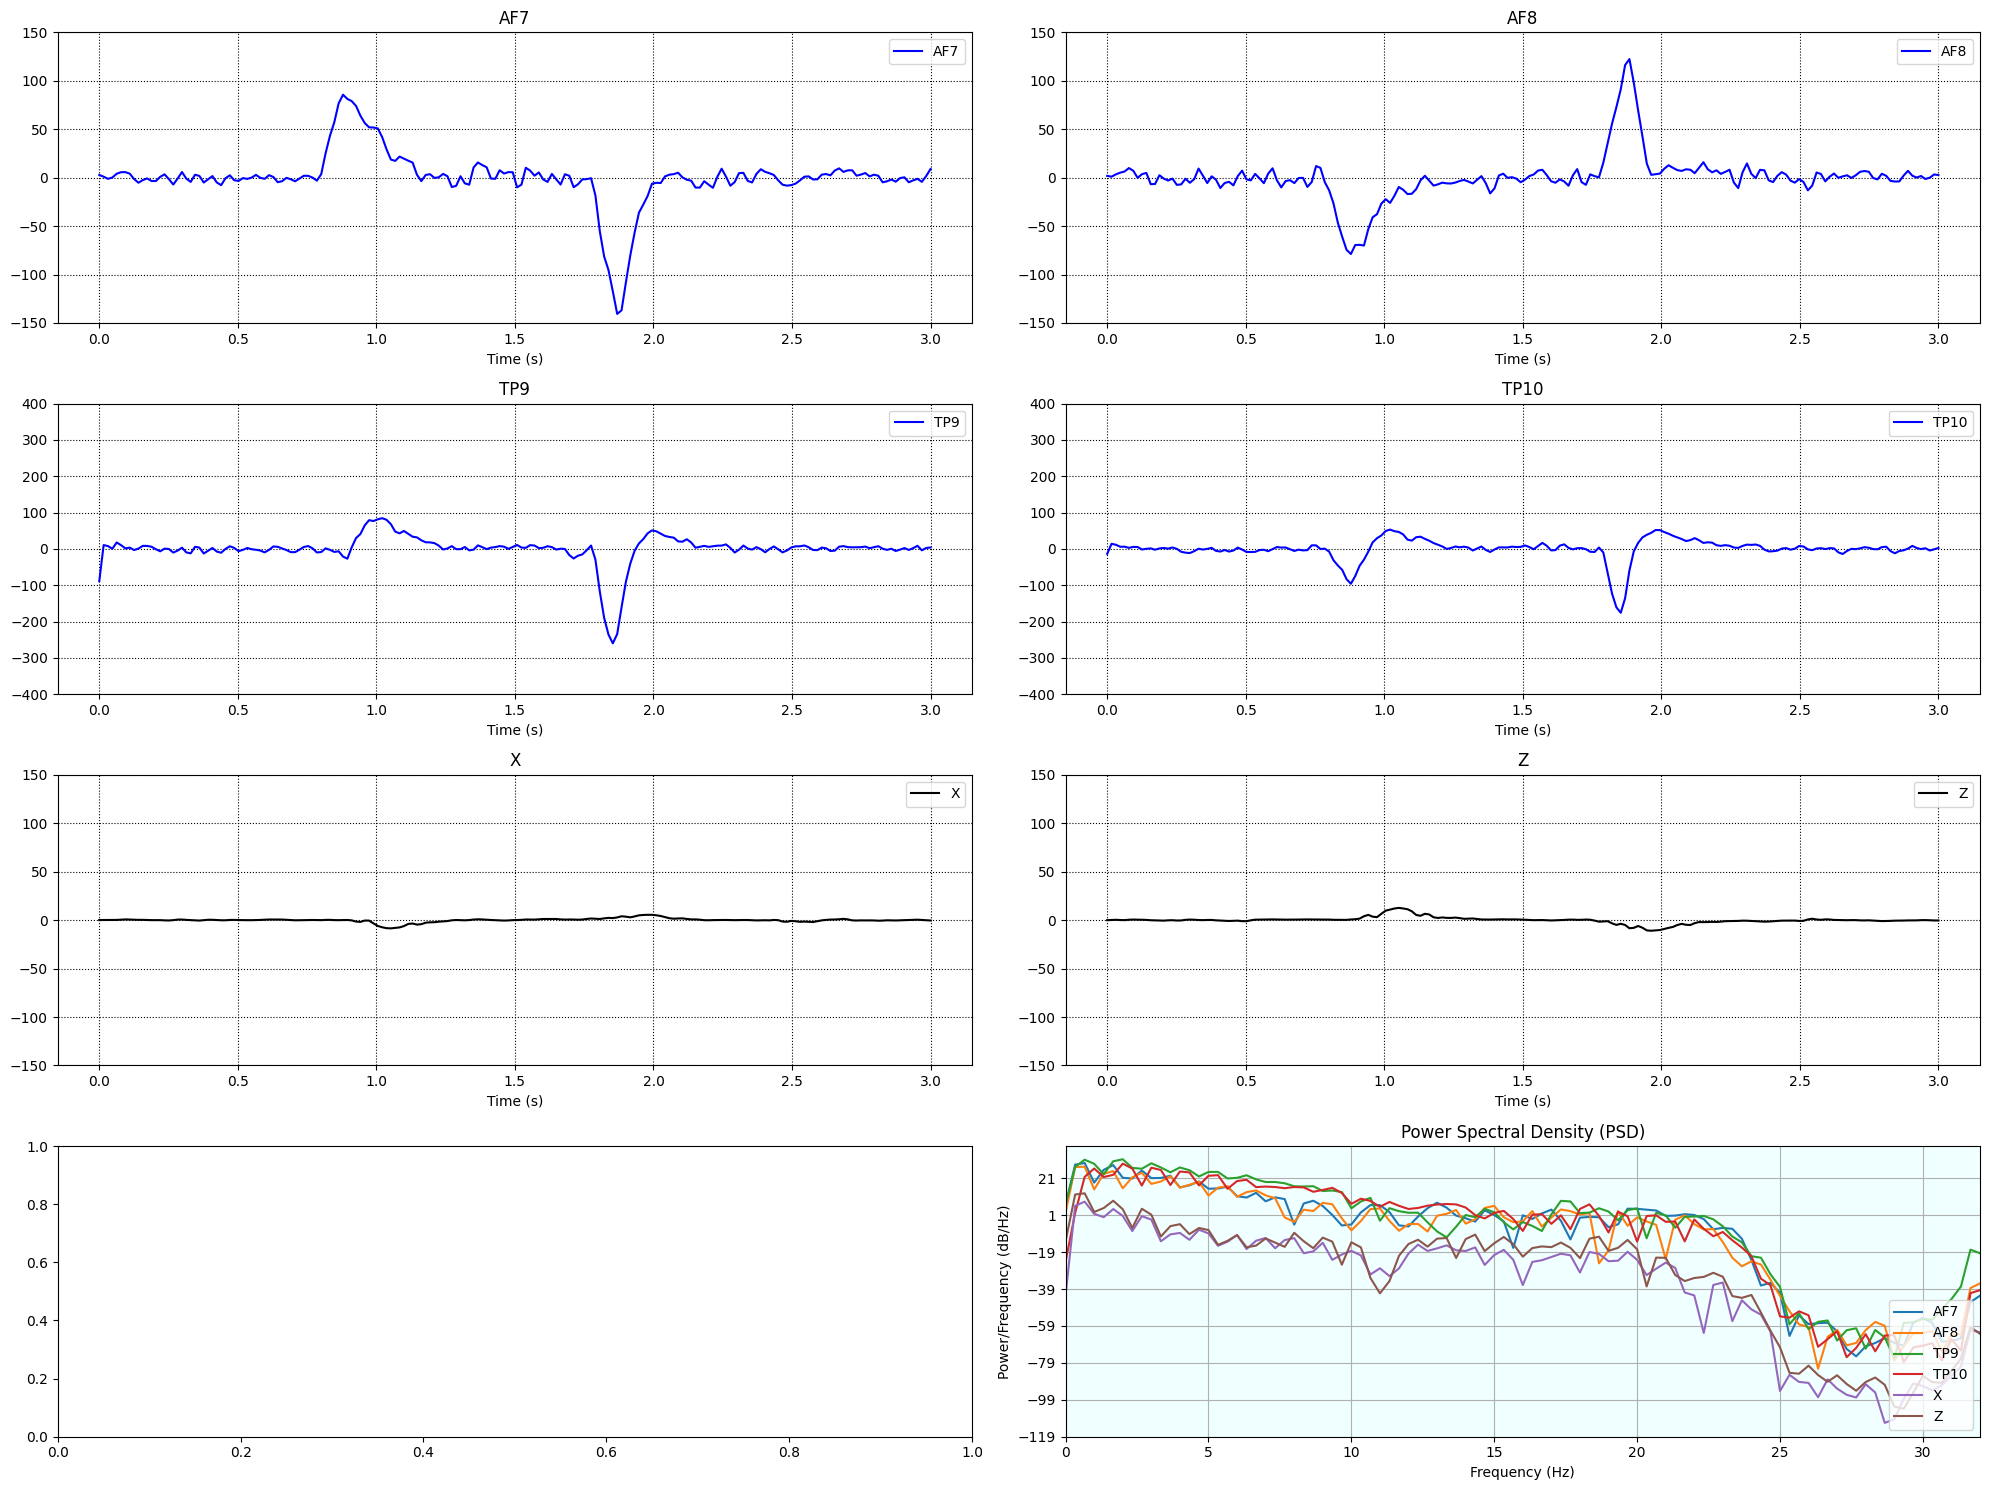 AF7
AF7
150
100
50
0
−50
−100
−150
0.0 0.5 1.0 1.5 2.0 2.5 3.0
Time (s)
AF8
AF8
150
100
50
0
−50
−100
−150
0.0 0.5 1.0 1.5 2.0 2.5 3.0
Time (s)
TP9
TP9
400
300
200
100
0
−100
−200
−300
−400
0.0 0.5 1.0 1.5 2.0 2.5 3.0
Time (s)
TP10
TP10
400
300
200
100
0
−100
−200
−300
−400
0.0 0.5 1.0 1.5 2.0 2.5 3.0
Time (s)
X
X
150
100
50
0
−50
−100
−150
0.0 0.5 1.0 1.5 2.0 2.5 3.0
Time (s)
Z
Z
150
100
50
0
−50
−100
−150
0.0 0.5 1.0 1.5 2.0 2.5 3.0
Time (s)
1.0
0.8
0.6
0.4
0.2
0.0
0.0 0.2 0.4 0.6 0.8 1.0
Power Spectral Density (PSD)
Power/Frequency (dB/Hz)
21
1
−19
−39
−59
−79
−99
−119
AF7
AF8
TP9
TP10
X
Z
0 5 10 15 20 25 30
Frequency (Hz)